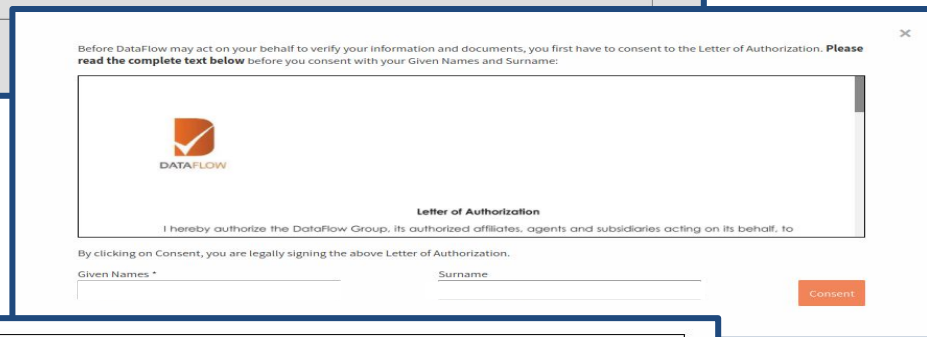 ×
Before DataFlow may act on your behalf to verify your information and documents, you first have to consent to the Letter of Authorization. Please
read the complete text below before you consent with your Given Names and Surname:
DATAFLOW
Letter of Authorization
I hereby authorize the DataFlow Group, its authorized affiliates, agents and subsidiaries acting on its behalf, to
By clicking on Consent, you are legally signing the above Letter of Authorization.
Given Names * Surname
Consent